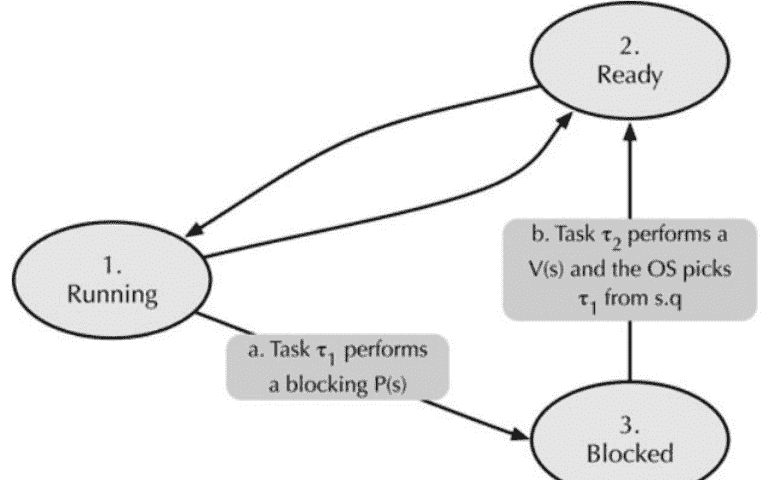 2.
Ready
1.
Running
b. Task τ₂ performs a
V(s) and the OS picks
τ₁ from s.q
a. Task τ₁ performs
a blocking P(s)
3.
Blocked